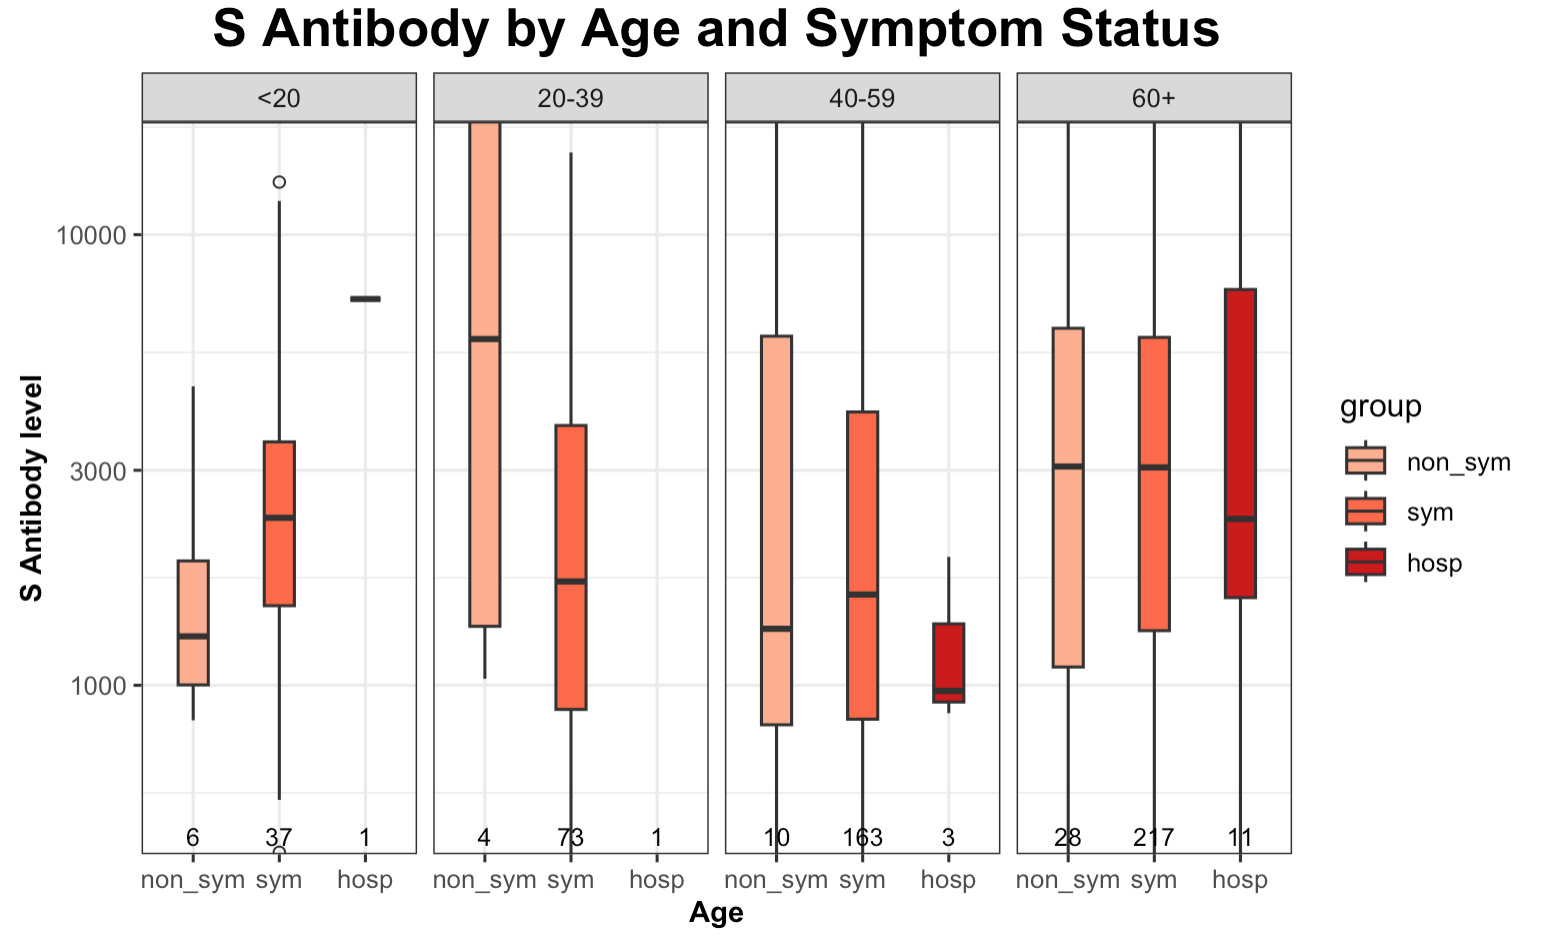 S Antibody by Age and Symptom Status
<20 20-39 40-59 60+
S Antibody level
10000
3000
1000
6 37 1 4 73 1 10 163 3 28 217 11
non_sym sym hosp non_sym sym hosp non_sym sym hosp non_sym sym hosp
Age
group
non_sym
sym
hosp